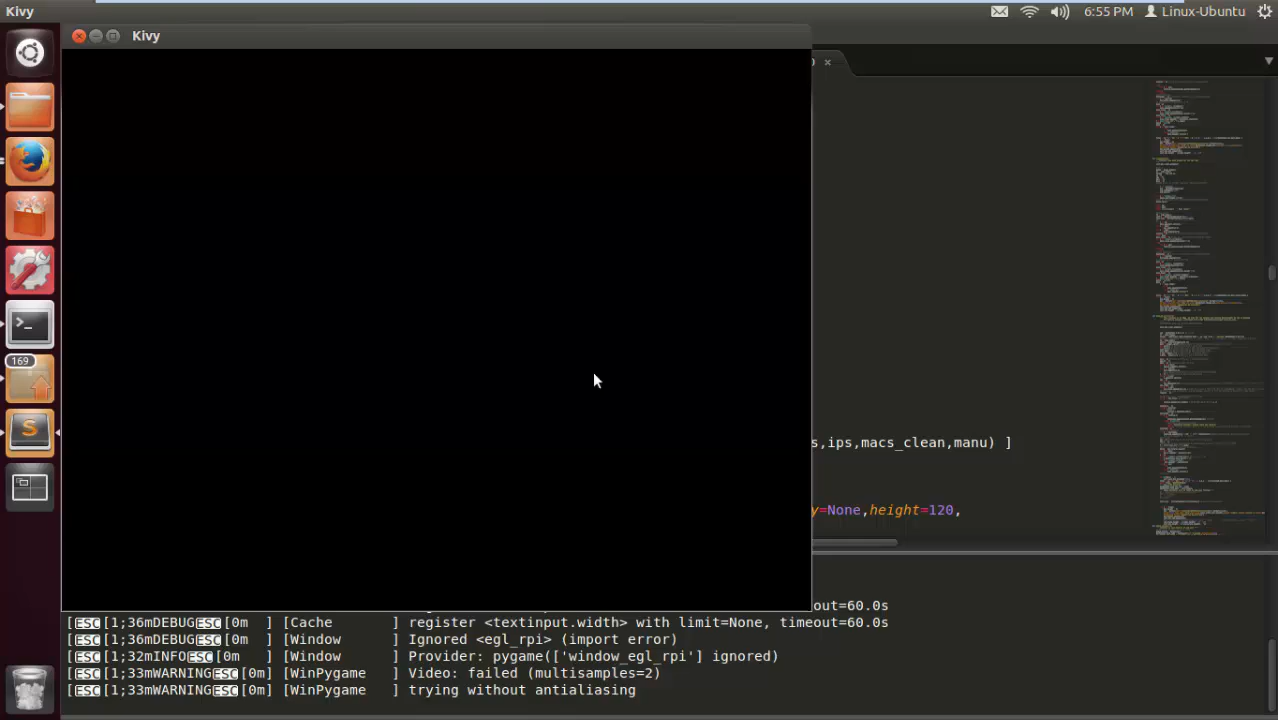 Kivy
6:55 PM
Linux-Ubuntu
Kivy
169
s,ips,macs_clean,manu) ]
y=None,height=120,
out=60.0s
[ESC[1;36mDEBUGESC[0m ] [Cache ] register <textinput.width> with limit=None, timeout=60.0s
[ESC[1;36mDEBUGESC[0m ] [Window ] Ignored <egl_rpi> (import error)
[ESC[1;32mINFOESC[0m ] [Window ] Provider: pygame(['window_egl_rpi'] ignored)
[ESC[1;33mWARNINGESC[0m] [WinPygame ] Video: failed (multisamples=2)
[ESC[1;33mWARNINGESC[0m] [WinPygame ] trying without antialiasing